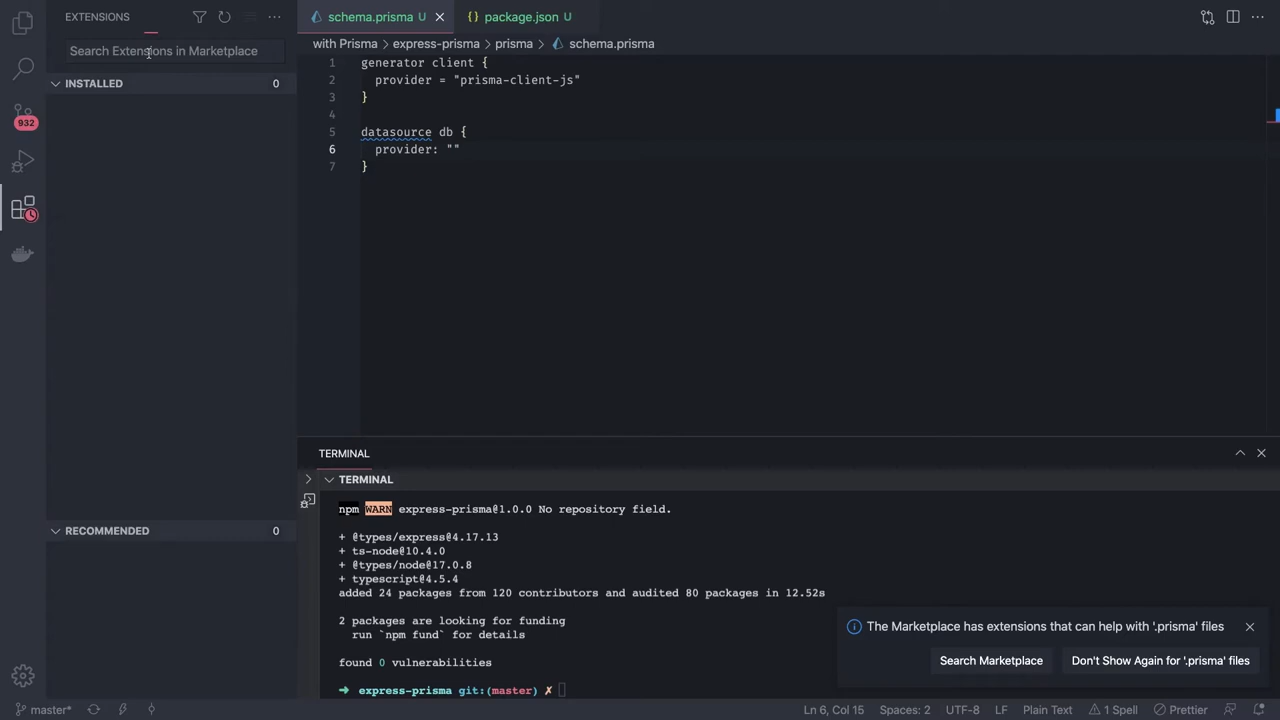 EXTENSIONS
Search Extensions in Marketplace
INSTALLED 0
932
RECOMMENDED 0
schema.prisma U
package.json U
with Prisma express-prisma prisma schema.prisma
1 generator client {
2 provider = "prisma-client-js"
3 }
4
5 datasource db {
6 provider: ""
7 }
TERMINAL
TERMINAL
npm WARN express-prisma@1.0.0 No repository field.
+ @types/express@4.17.13
+ ts-node@10.4.0
+ @types/node@17.0.8
+ typescript@4.5.4
added 24 packages from 120 contributors and audited 80 packages in 12.52s
2 packages are looking for funding
run `npm fund` for details
found 0 vulnerabilities
➜ express-prisma git:(master) ✗
The Marketplace has extensions that can help with '.prisma' files
Search Marketplace
Don't Show Again for '.prisma' files
master*
Ln 6, Col 15 Spaces: 2 UTF-8 LF Plain Text 1 Spell Prettier